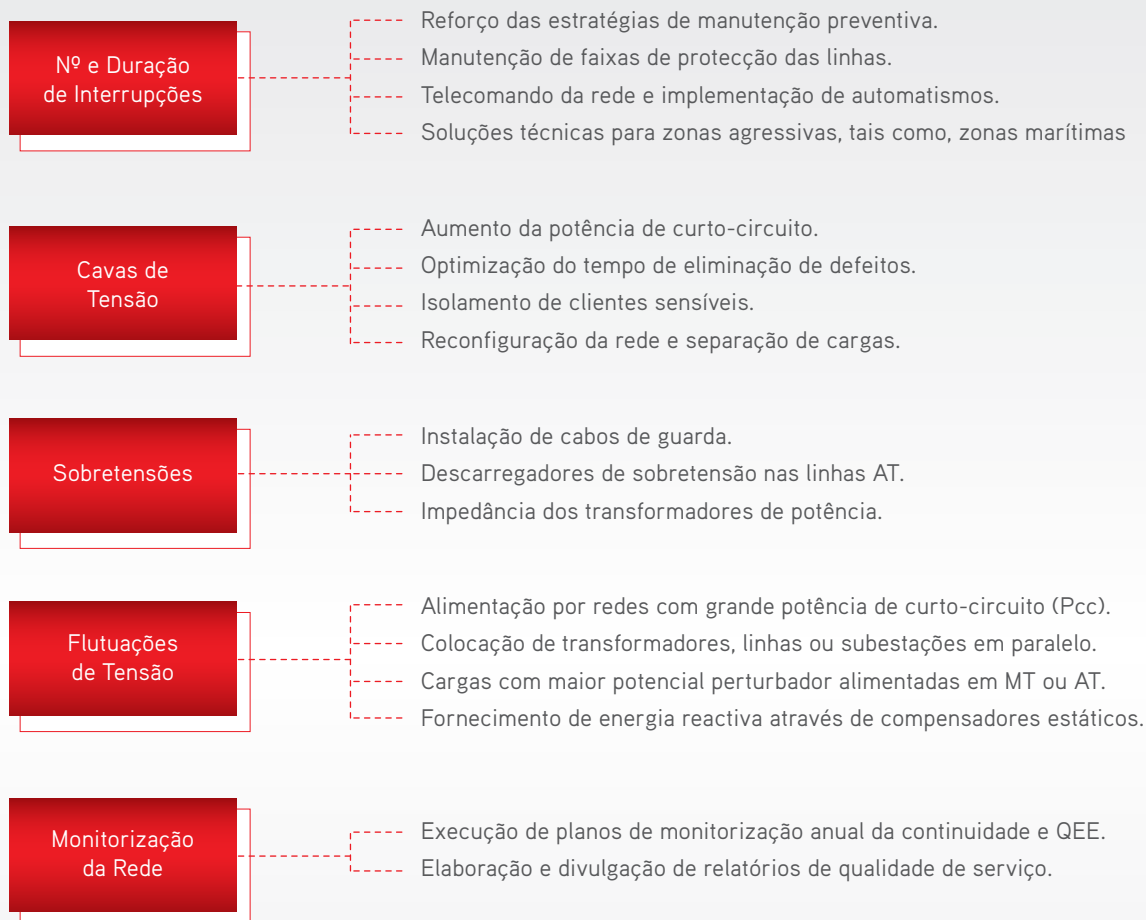 Nº e Duração
de Interrupções
Reforço das estratégias de manutenção preventiva.
Manutenção de faixas de protecção das linhas.
Telecomando da rede e implementação de automatismos.
Soluções técnicas para zonas agressivas, tais como, zonas marítimas
Cavas de
Tensão
Aumento da potência de curto-circuito.
Optimização do tempo de eliminação de defeitos.
Isolamento de clientes sensíveis.
Reconfiguração da rede e separação de cargas.
Sobretensões
Instalação de cabos de guarda.
Descarregadores de sobretensão nas linhas AT.
Impedância dos transformadores de potência.
Flutuações
de Tensão
Alimentação por redes com grande potência de curto-circuito (Pcc).
Colocação de transformadores, linhas ou subestações em paralelo.
Cargas com maior potencial perturbador alimentadas em MT ou AT.
Fornecimento de energia reactiva através de compensadores estáticos.
Monitorização
da Rede
Execução de planos de monitorização anual da continuidade e QEE.
Elaboração e divulgação de relatórios de qualidade de serviço.